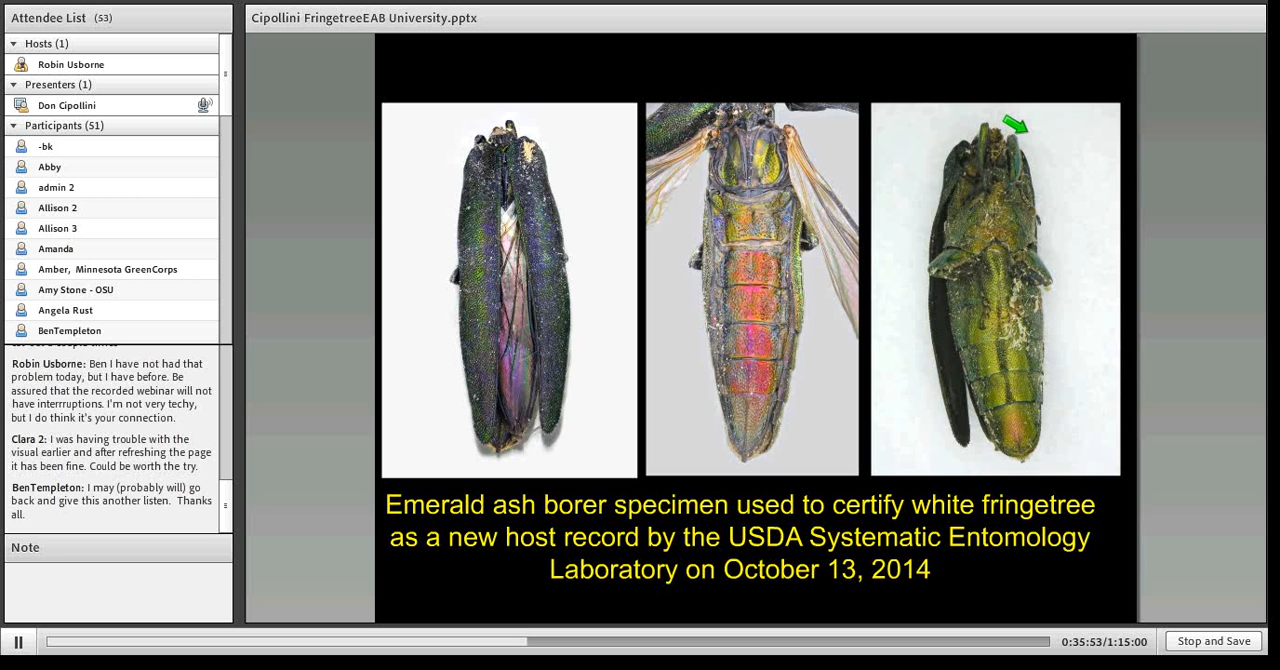 Attendee List (53)
Hosts (1)
Robin Usborne
Presenters (1)
Don Cipollini
Participants (51)
-bk
Abby
admin 2
Allison 2
Allison 3
Amanda
Amber, Minnesota GreenCorps
Amy Stone - OSU
Angela Rust
BenTempleton
Robin Usborne: Ben I have not had that
problem today, but I have before. Be
assured that the recorded webinar will not
have interrruptions. I'm not very techy,
but I do think it's your connection.
Clara 2: I was having trouble with the
visual earlier and after refreshing the page
it has been fine. Could be worth the try.
BenTempleton: I may (probably will) go
back and give this another listen. Thanks
all.
Note
Cipollini FringetreeEAB University.pptx
Emerald ash borer specimen used to certify white fringetree
as a new host record by the USDA Systematic Entomology
Laboratory on October 13, 2014
0:35:53/1:15:00
Stop and Save